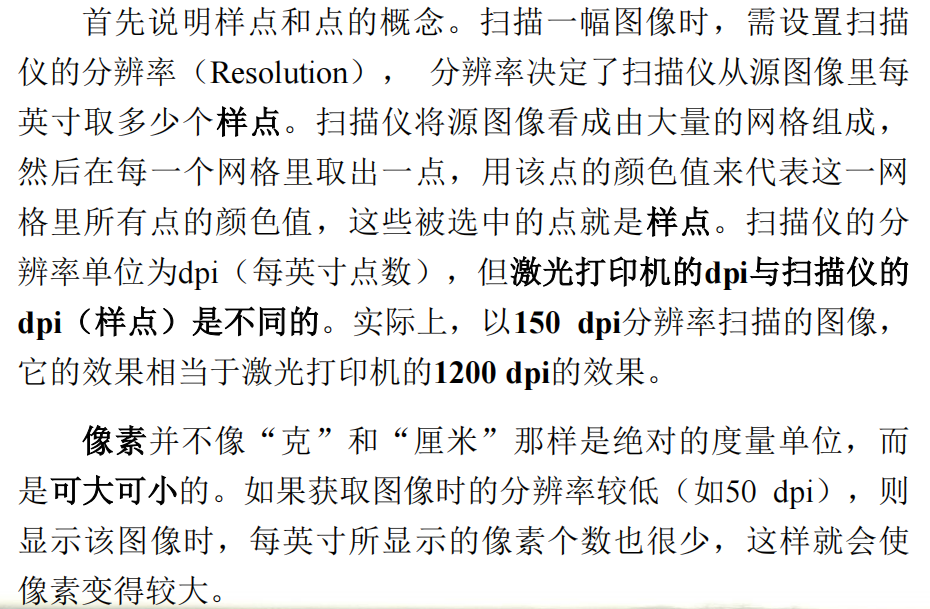 首先说明样点和点的概念。扫描一幅图像时，需设置扫描
仪的分辨率（Resolution）， 分辨率决定了扫描仪从源图像里每
英寸取多少个样点。扫描仪将源图像看成由大量的网格组成，
然后在每一个网格里取出一点，用该点的颜色值来代表这一网
格里所有点的颜色值，这些被选中的点就是样点。扫描仪的分
辨率单位为dpi（每英寸点数），但激光打印机的dpi与扫描仪的
dpi（样点）是不同的。实际上，以150 dpi分辨率扫描的图像，
它的效果相当于激光打印机的1200 dpi的效果。
像素并不像“克”和“厘米”那样是绝对的度量单位，而
是可大可小的。如果获取图像时的分辨率较低（如50 dpi），则
显示该图像时，每英寸所显示的像素个数也很少，这样就会使
像素变得较大。